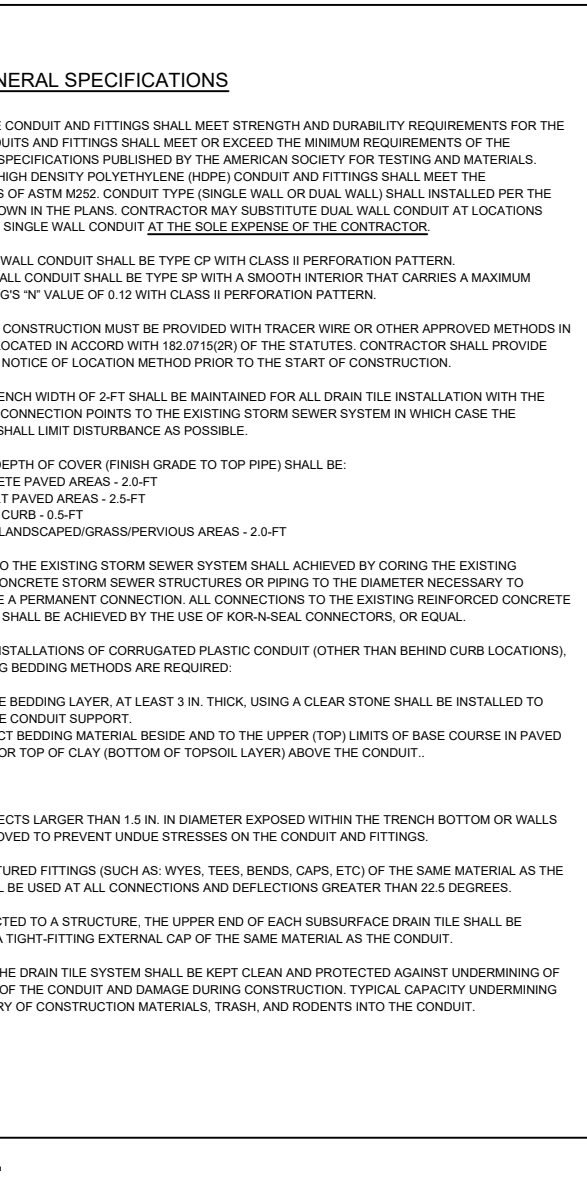 NERAL SPECIFICATIONS
CONDUIT AND FITTINGS SHALL MEET STRENGTH AND DURABILITY REQUIREMENTS FOR THE
UITS AND FITTINGS SHALL MEET OR EXCEED THE MINIMUM REQUIREMENTS OF THE
SPECIFICATIONS PUBLISHED BY THE AMERICAN SOCIETY FOR TESTING AND MATERIALS.
HIGH DENSITY POLYETHYLENE (HDPE) CONDUIT AND FITTINGS SHALL MEET THE
S OF ASTM M252. CONDUIT TYPE (SINGLE WALL OR DUAL WALL) SHALL INSTALLED PER THE
OWN IN THE PLANS. CONTRACTOR MAY SUBSTITUTE DUAL WALL CONDUIT AT LOCATIONS
SINGLE WALL CONDUIT AT THE SOLE EXPENSE OF THE CONTRACTOR.
WALL CONDUIT SHALL BE TYPE CP WITH CLASS II PERFORATION PATTERN.
ALL CONDUIT SHALL BE TYPE SP WITH A SMOOTH INTERIOR THAT CARRIES A MAXIMUM
G'S “N” VALUE OF 0.12 WITH CLASS II PERFORATION PATTERN.
CONSTRUCTION MUST BE PROVIDED WITH TRACER WIRE OR OTHER APPROVED METHODS IN
OCATED IN ACCORD WITH 182.0715(2R) OF THE STATUTES. CONTRACTOR SHALL PROVIDE
NOTICE OF LOCATION METHOD PRIOR TO THE START OF CONSTRUCTION.
ENCH WIDTH OF 2-FT SHALL BE MAINTAINED FOR ALL DRAIN TILE INSTALLATION WITH THE
CONNECTION POINTS TO THE EXISTING STORM SEWER SYSTEM IN WHICH CASE THE
SHALL LIMIT DISTURBANCE AS POSSIBLE.
EPTH OF COVER (FINISH GRADE TO TOP PIPE) SHALL BE:
ETE PAVED AREAS - 2.0-FT
T PAVED AREAS - 2.5-FT
CURB - 0.5-FT
LANDSCAPED/GRASS/PERVIOUS AREAS - 2.0-FT
O THE EXISTING STORM SEWER SYSTEM SHALL ACHIEVED BY CORING THE EXISTING
ONCRETE STORM SEWER STRUCTURES OR PIPING TO THE DIAMETER NECESSARY TO
E A PERMANENT CONNECTION. ALL CONNECTIONS TO THE EXISTING REINFORCED CONCRETE
SHALL BE ACHIEVED BY THE USE OF KOR-N-SEAL CONNECTORS, OR EQUAL.
STALLATIONS OF CORRUGATED PLASTIC CONDUIT (OTHER THAN BEHIND CURB LOCATIONS),
G BEDDING METHODS ARE REQUIRED:
E BEDDING LAYER, AT LEAST 3 IN. THICK, USING A CLEAR STONE SHALL BE INSTALLED TO
E CONDUIT SUPPORT.
CT BEDDING MATERIAL BESIDE AND TO THE UPPER (TOP) LIMITS OF BASE COURSE IN PAVED
OR TOP OF CLAY (BOTTOM OF TOPSOIL LAYER) ABOVE THE CONDUIT..
ECTS LARGER THAN 1.5 IN. IN DIAMETER EXPOSED WITHIN THE TRENCH BOTTOM OR WALLS
OVED TO PREVENT UNDUE STRESSES ON THE CONDUIT AND FITTINGS.
TURED FITTINGS (SUCH AS: WYES, TEES, BENDS, CAPS, ETC) OF THE SAME MATERIAL AS THE
L BE USED AT ALL CONNECTIONS AND DEFLECTIONS GREATER THAN 22.5 DEGREES.
CTED TO A STRUCTURE, THE UPPER END OF EACH SUBSURFACE DRAIN TILE SHALL BE
A TIGHT-FITTING EXTERNAL CAP OF THE SAME MATERIAL AS THE CONDUIT.
HE DRAIN TILE SYSTEM SHALL BE KEPT CLEAN AND PROTECTED AGAINST UNDERMINING OF
OF THE CONDUIT AND DAMAGE DURING CONSTRUCTION. TYPICAL CAPACITY UNDERMINING
RY OF CONSTRUCTION MATERIALS, TRASH, AND RODENTS INTO THE CONDUIT.